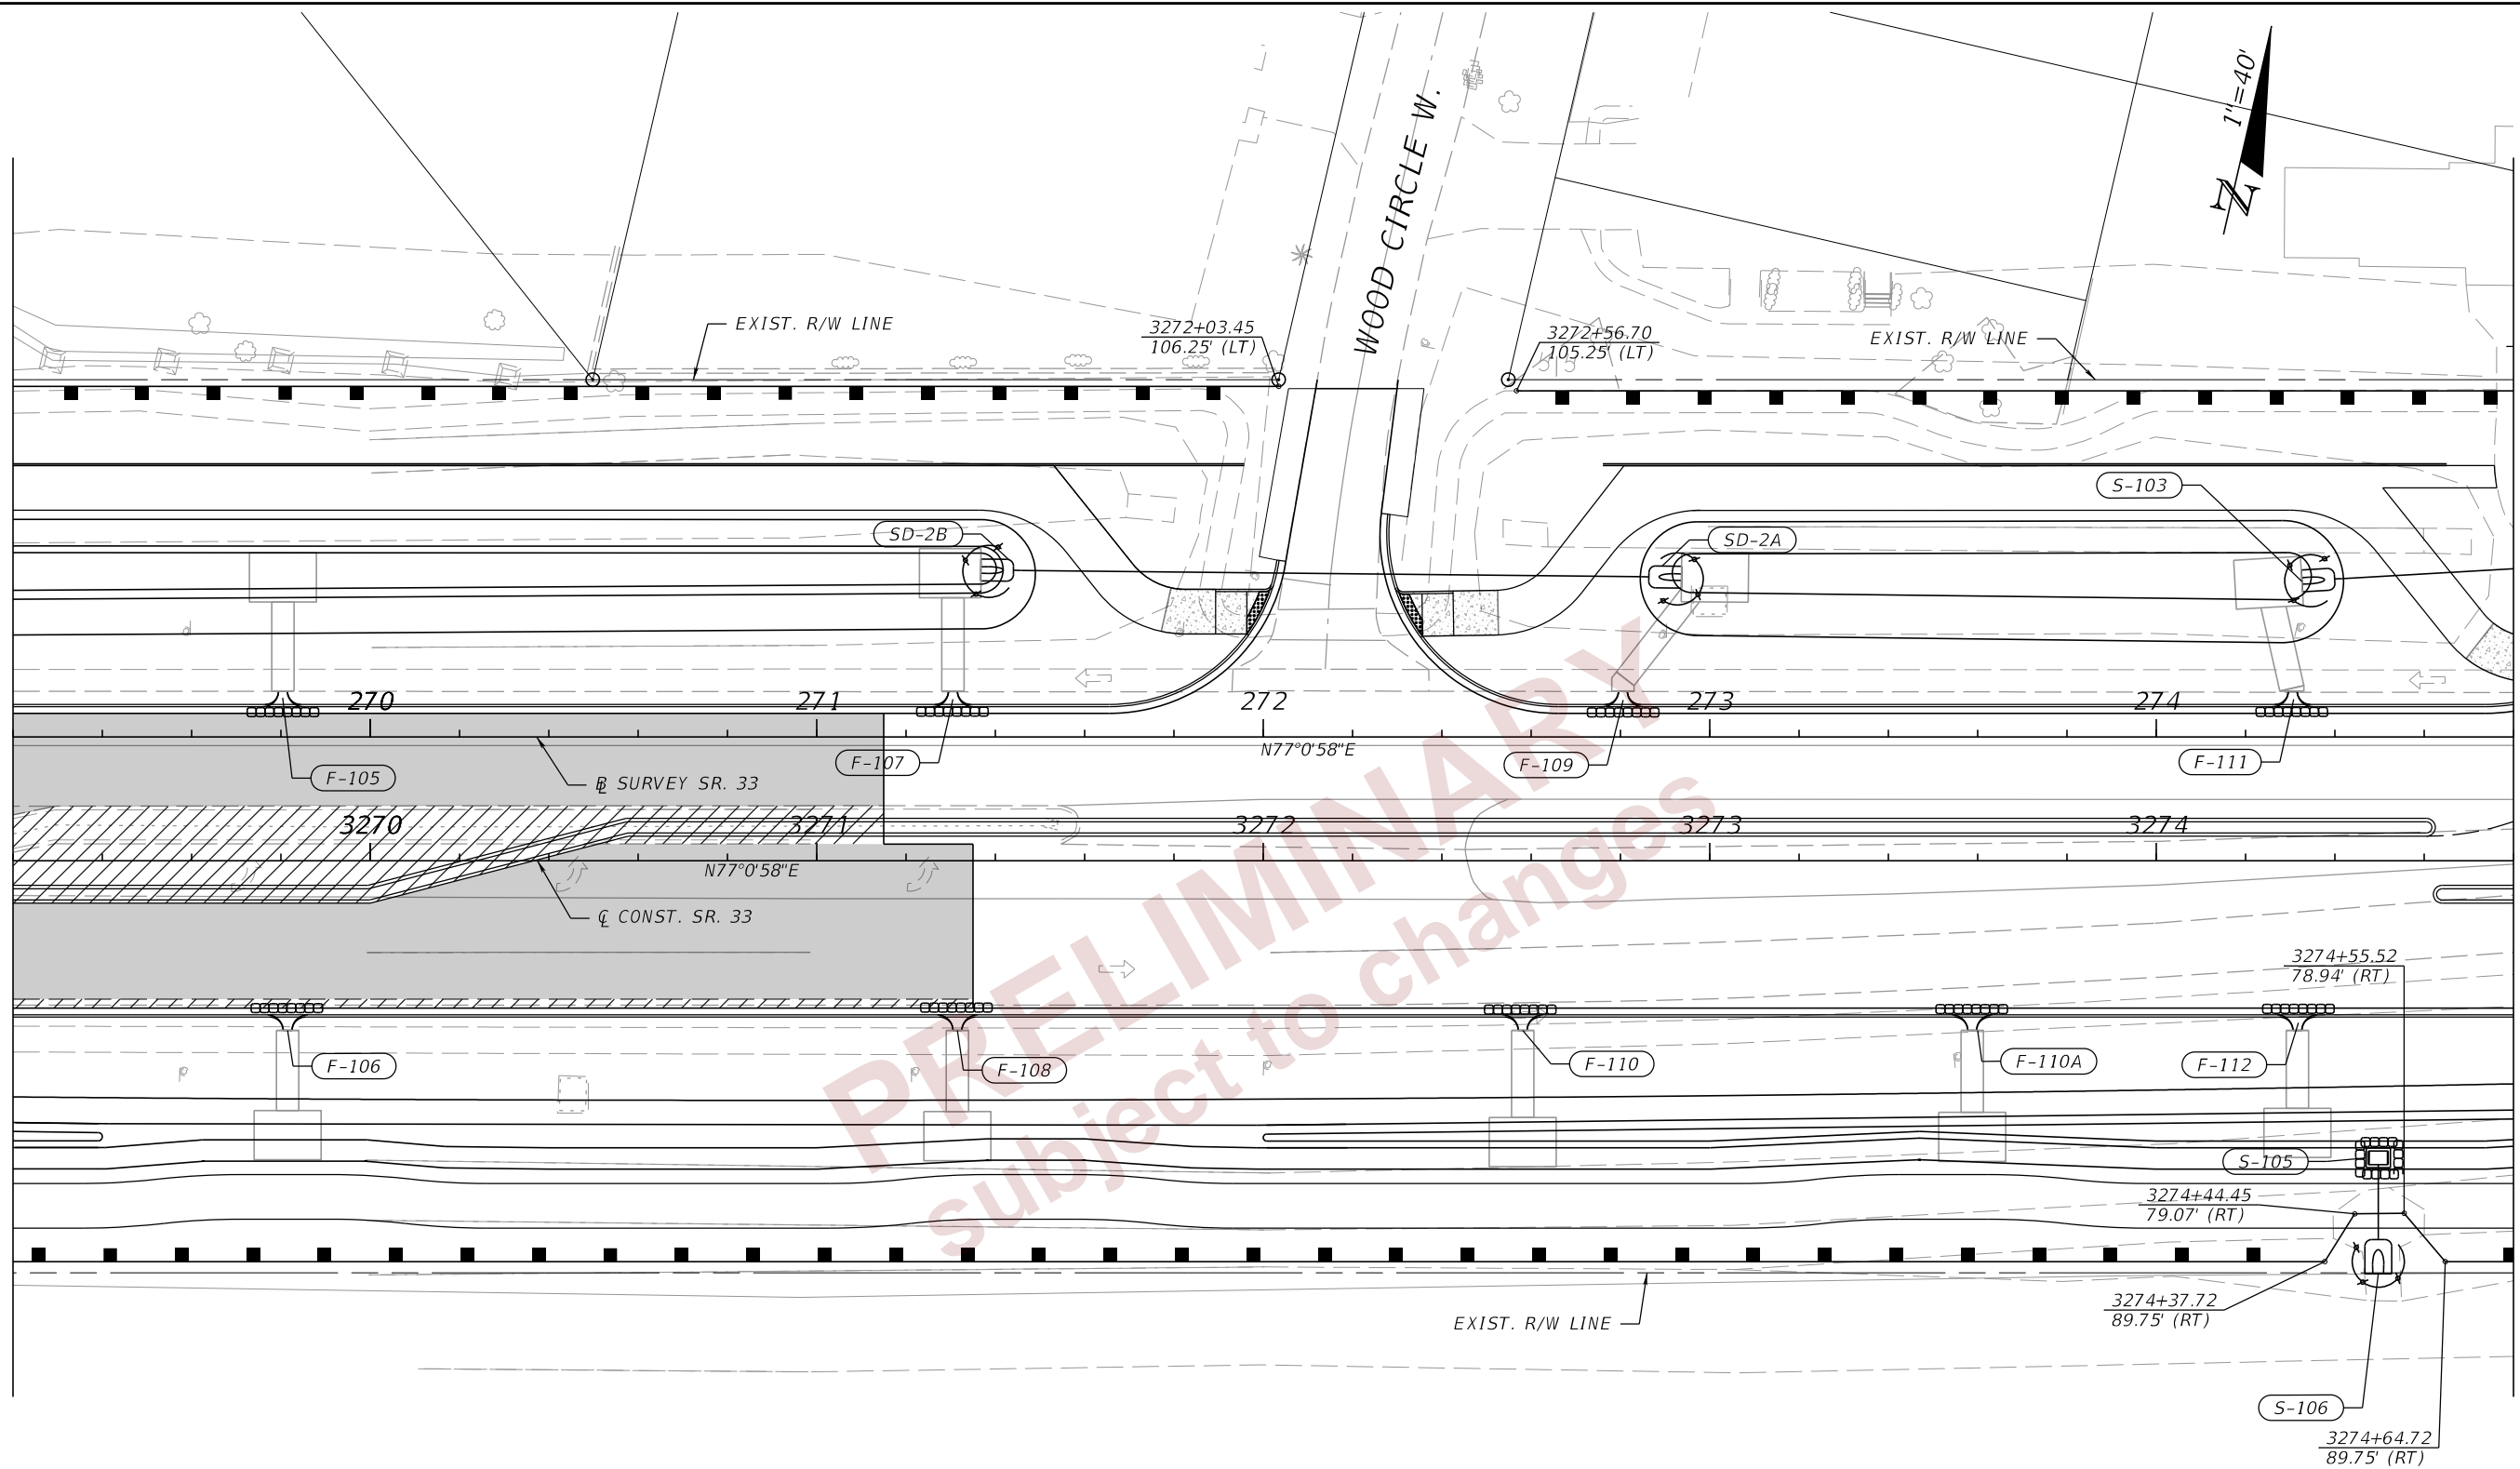 1"=40'
N
WOOD CIRCLE W.
EXIST. R/W LINE
3272+03.45
106.25' (LT)
3272+56.70
105.25' (LT)
EXIST. R/W LINE
S-103
SD-2B
SD-2A
270
271
272
273
274
N77°0'58"E
F-105
F-107
F-109
F-111
BL SURVEY SR. 33
3270
3271
3272
3273
3274
N77°0'58"E
CL CONST. SR. 33
PRELIMINARY
subject to changes
3274+55.52
78.94' (RT)
F-106
F-108
F-110
F-110A
F-112
S-105
3274+44.45
79.07' (RT)
3274+37.72
89.75' (RT)
EXIST. R/W LINE
S-106
3274+64.72
89.75' (RT)